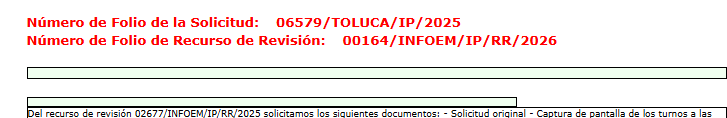 Número de Folio de la Solicitud: 06579/TOLUCA/IP/2025
Número de Folio de Recurso de Revisión: 00164/INFOEM/IP/RR/2026
Del recurso de revisión 02677/INFOEM/IP/RR/2025 solicitamos los siguientes documentos: - Solicitud original - Captura de pantalla de los turnos a las